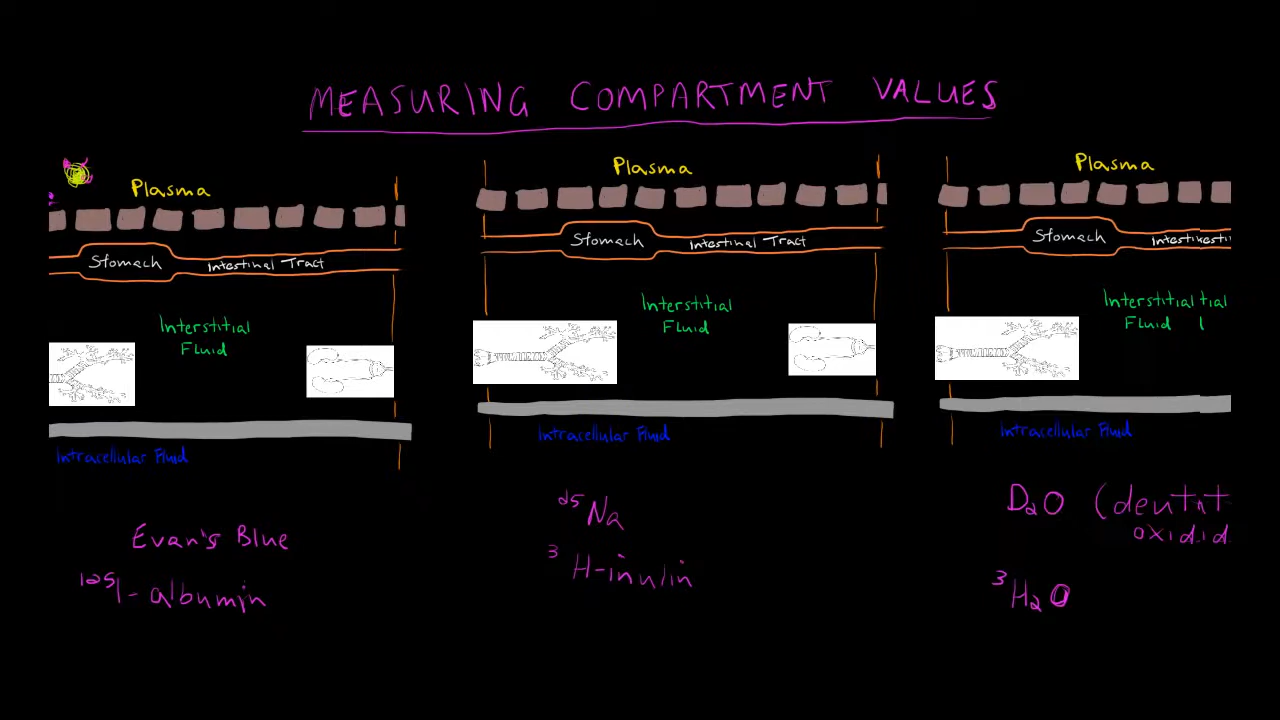 MEASURING COMPARTMENT VALUES
Plasma
Stomach
Intestinal Tract
Interstitial
Fluid
Intracellular Fluid
Evan's Blue
125I-albumin
Plasma
Stomach
Intestinal Tract
Interstitial
Fluid
Intracellular Fluid
25Na
3H-inulin
Plasma
Stomach
Interstitial
Fluid
Intracellular Fluid
D2O
3H2O